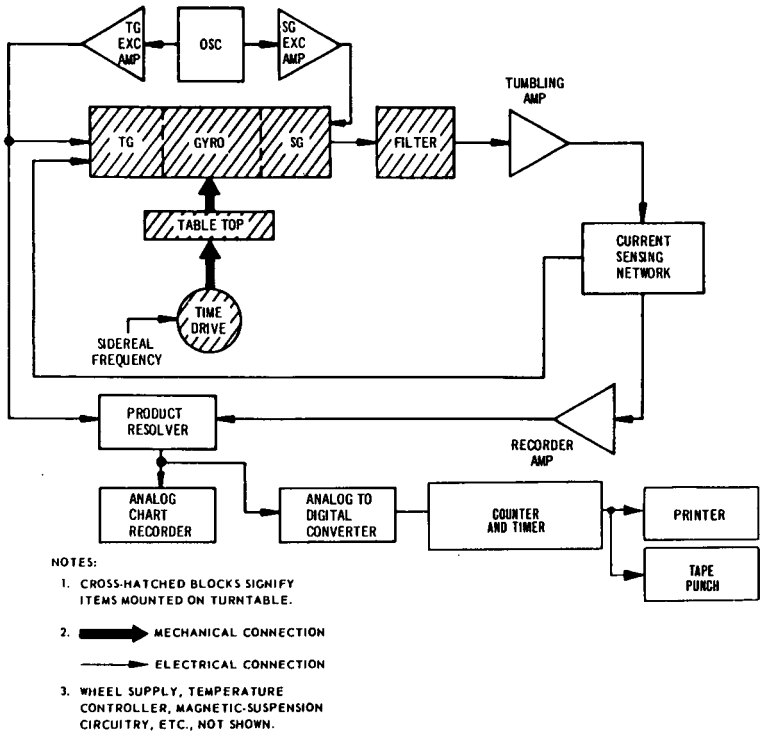 TG
EXC
AMP
OSC
SG
EXC
AMP
TUMBLING
AMP
TG
GYRO
SG
FILTER
TABLE TOP
CURRENT
SENSING
NETWORK
TIME
DRIVE
SIDEREAL
FREQUENCY
PRODUCT
RESOLVER
RECORDER
AMP
ANALOG
CHART
RECORDER
ANALOG TO
DIGITAL
CONVERTER
COUNTER
AND TIMER
PRINTER
TAPE
PUNCH
NOTES:
1. CROSS-HATCHED BLOCKS SIGNIFY
ITEMS MOUNTED ON TURNTABLE.
2. MECHANICAL CONNECTION
ELECTRICAL CONNECTION
3. WHEEL SUPPLY, TEMPERATURE
CONTROLLER, MAGNETIC-SUSPENSION
CIRCUITRY, ETC., NOT SHOWN.